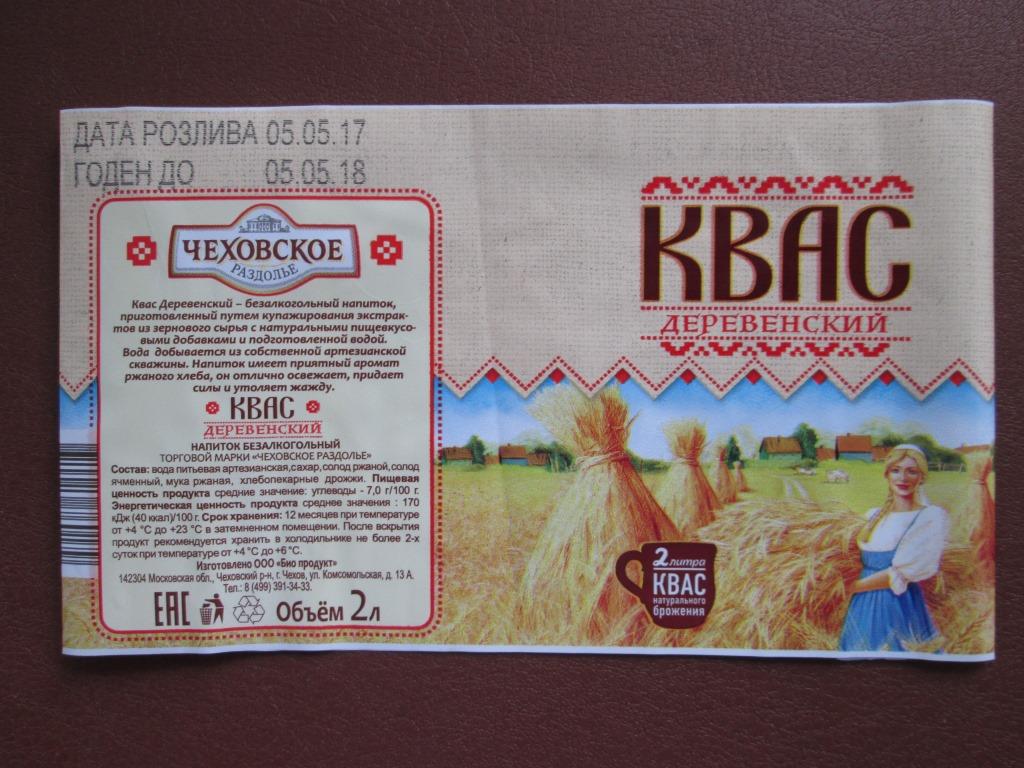 ДАТА РОЗЛИВА 05.05.17
ГОДЕН ДО 05.05.18
ЧЕХОВСКОЕ
РАЗДОЛЬЕ
Квас Деревенский – безалкогольный напиток,
приготовленный путем купажирования экстрак-
тов из зернового сырья с натуральными пищевкусо-
выми добавками и подготовленной водой.
Вода добывается из собственной артезианской
скважины. Напиток имеет приятный аромат
ржаного хлеба, он отлично освежает, придает
силы и утоляет жажду.
КВАС
ДЕРЕВЕНСКИЙ
НАПИТОК БЕЗАЛКОГОЛЬНЫЙ
ТОРГОВОЙ МАРКИ «ЧЕХОВСКОЕ РАЗДОЛЬЕ»
Состав: вода питьевая артезианская,сахар,солод ржаной,солод
ячменный, мука ржаная, хлебопекарные дрожжи. Пищевая
ценность продукта средние значение: углеводы - 7,0 г/100 г.
Энергетическая ценность продукта среднее значение : 170
кДж (40 ккал)/100 г. Срок хранения: 12 месяцев при температуре
от +4 °С до +23 °С в затемненном помещении. После вскрытия
продукт рекомендуется хранить в холодильнике не более 2-х
суток при температуре от +4 °С до +6 °С.
Изготовлено ООО «Био продукт»
142304 Московская обл., Чеховский р-н, г. Чехов, ул. Комсомольская, д. 13 А.
Тел.: 8 (499) 391-34-33.
ЕАС Объём 2л
КВАС
ДЕРЕВЕНСКИЙ
2 литра
КВАС
натурального
брожения